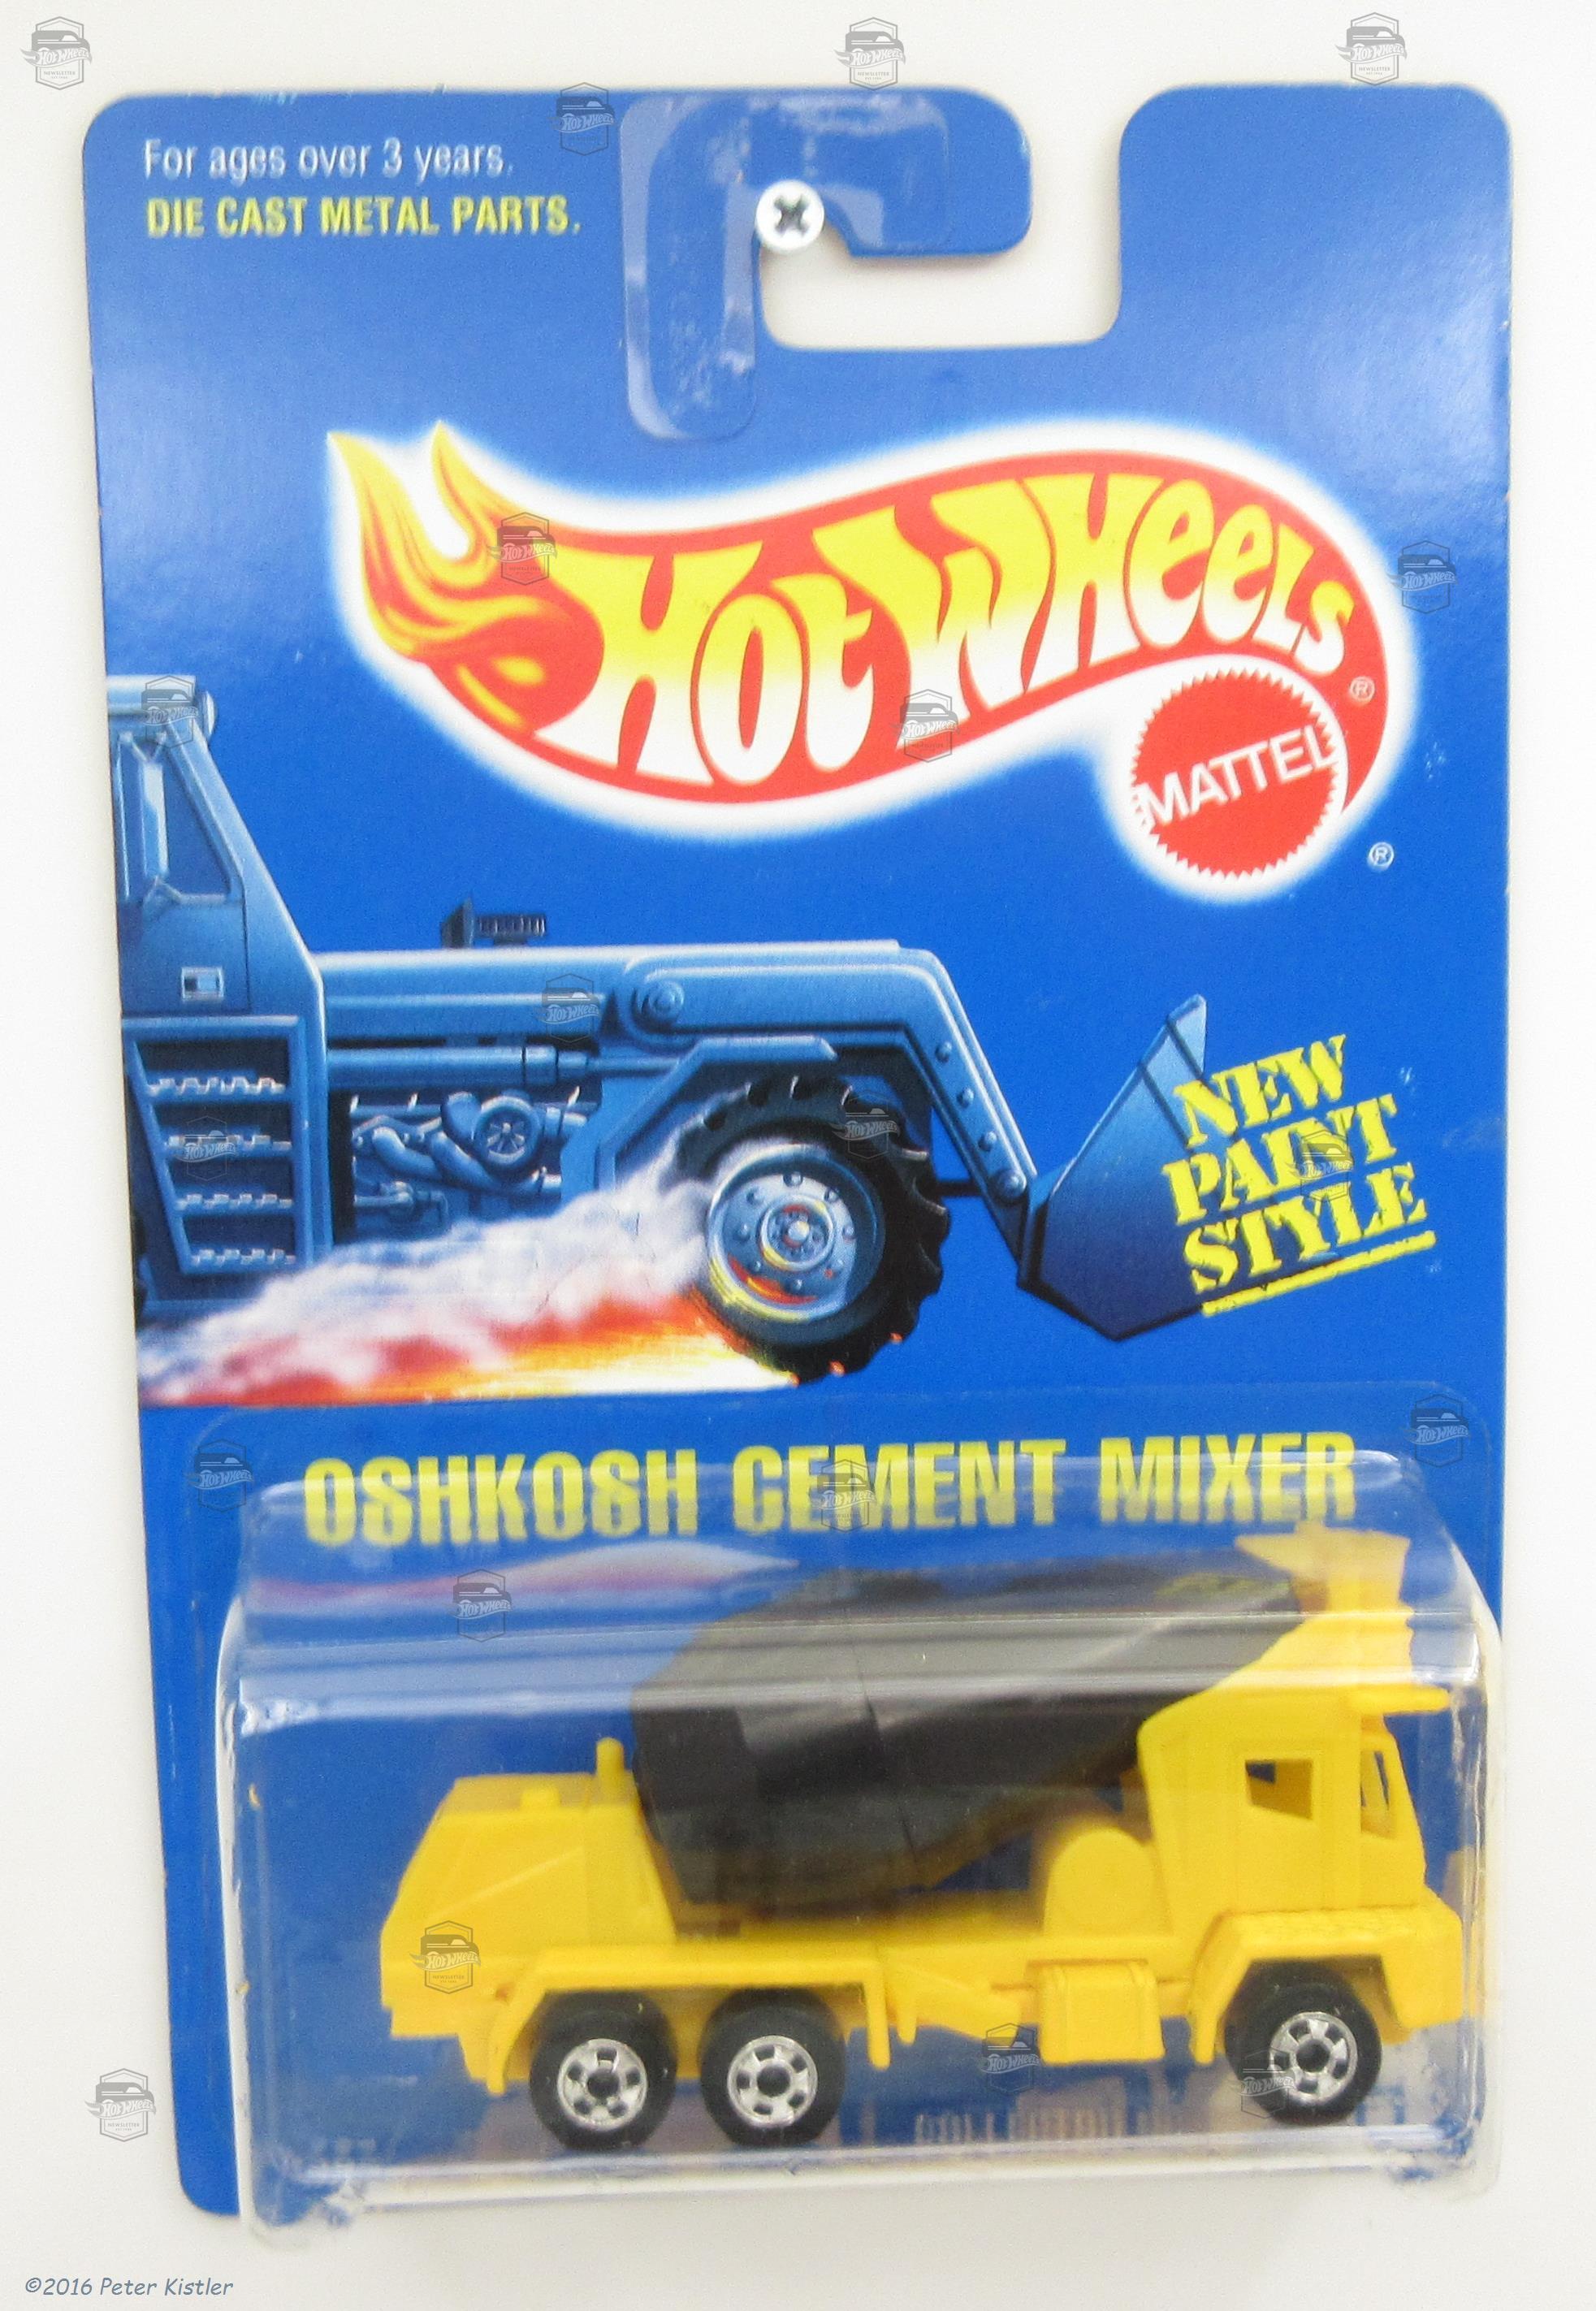 For ages over 3 years.
DIE CAST METAL PARTS.
HOT WHEELS®
MATTEL
®
NEW
PAINT
STYLE
OSHKOSH CEMENT MIXER
©2016 Peter Kistler